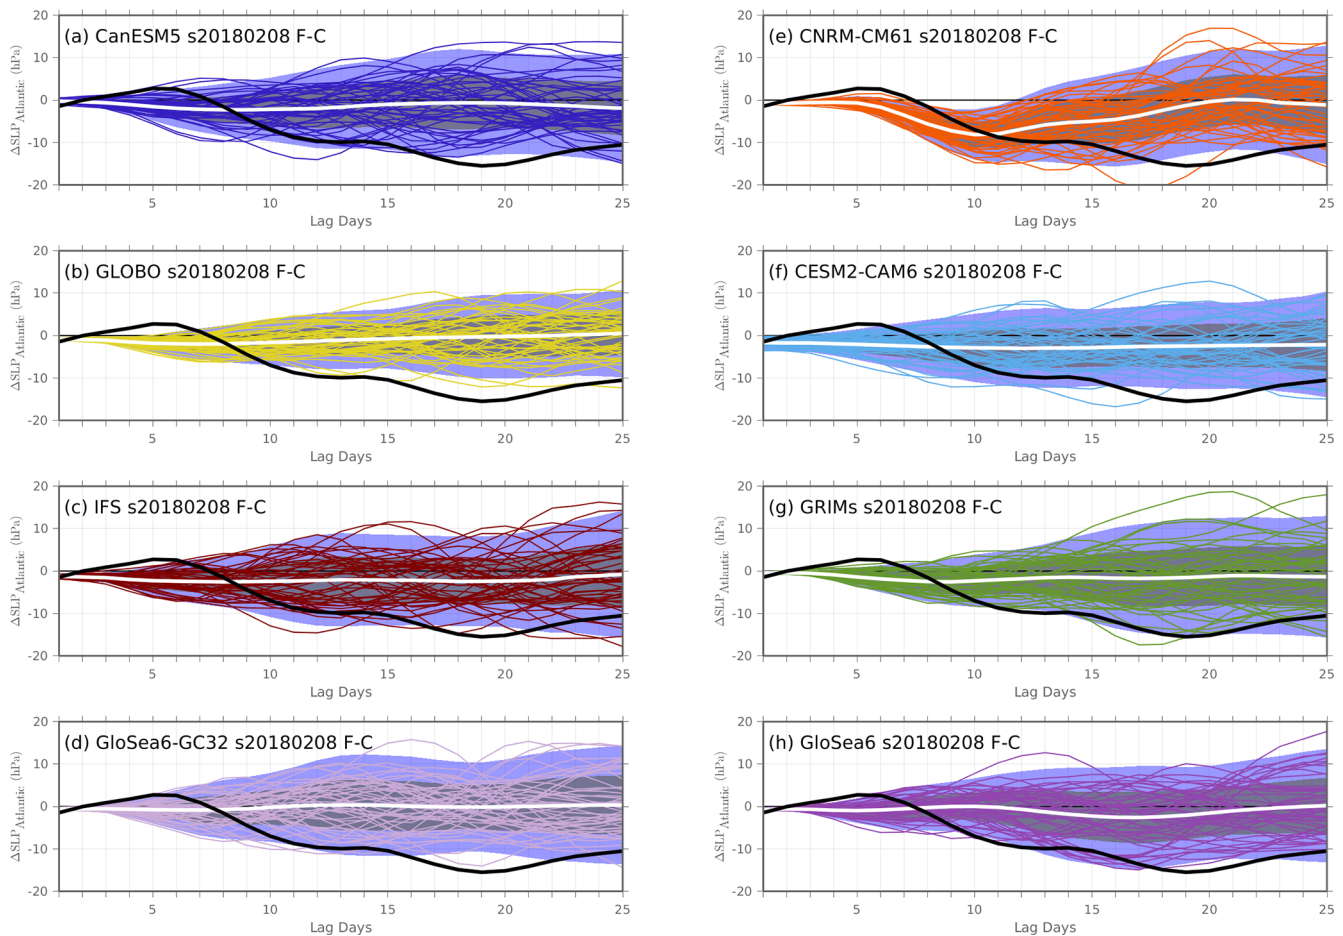 (a) CanESM5 s20180208 F-C
20
10
0
-10
-20
ΔSLP_Atlantic (hPa)
5 10 15 20 25
Lag Days
(e) CNRM-CM61 s20180208 F-C
20
10
0
-10
-20
ΔSLP_Atlantic (hPa)
5 10 15 20 25
Lag Days
(b) GLOBO s20180208 F-C
20
10
0
-10
-20
ΔSLP_Atlantic (hPa)
5 10 15 20 25
Lag Days
(f) CESM2-CAM6 s20180208 F-C
20
10
0
-10
-20
ΔSLP_Atlantic (hPa)
5 10 15 20 25
Lag Days
(c) IFS s20180208 F-C
20
10
0
-10
-20
ΔSLP_Atlantic (hPa)
5 10 15 20 25
Lag Days
(g) GRIMs s20180208 F-C
20
10
0
-10
-20
ΔSLP_Atlantic (hPa)
5 10 15 20 25
Lag Days
(d) GloSea6-GC32 s20180208 F-C
20
10
0
-10
-20
ΔSLP_Atlantic (hPa)
5 10 15 20 25
Lag Days
(h) GloSea6 s20180208 F-C
20
10
0
-10
-20
ΔSLP_Atlantic (hPa)
5 10 15 20 25
Lag Days